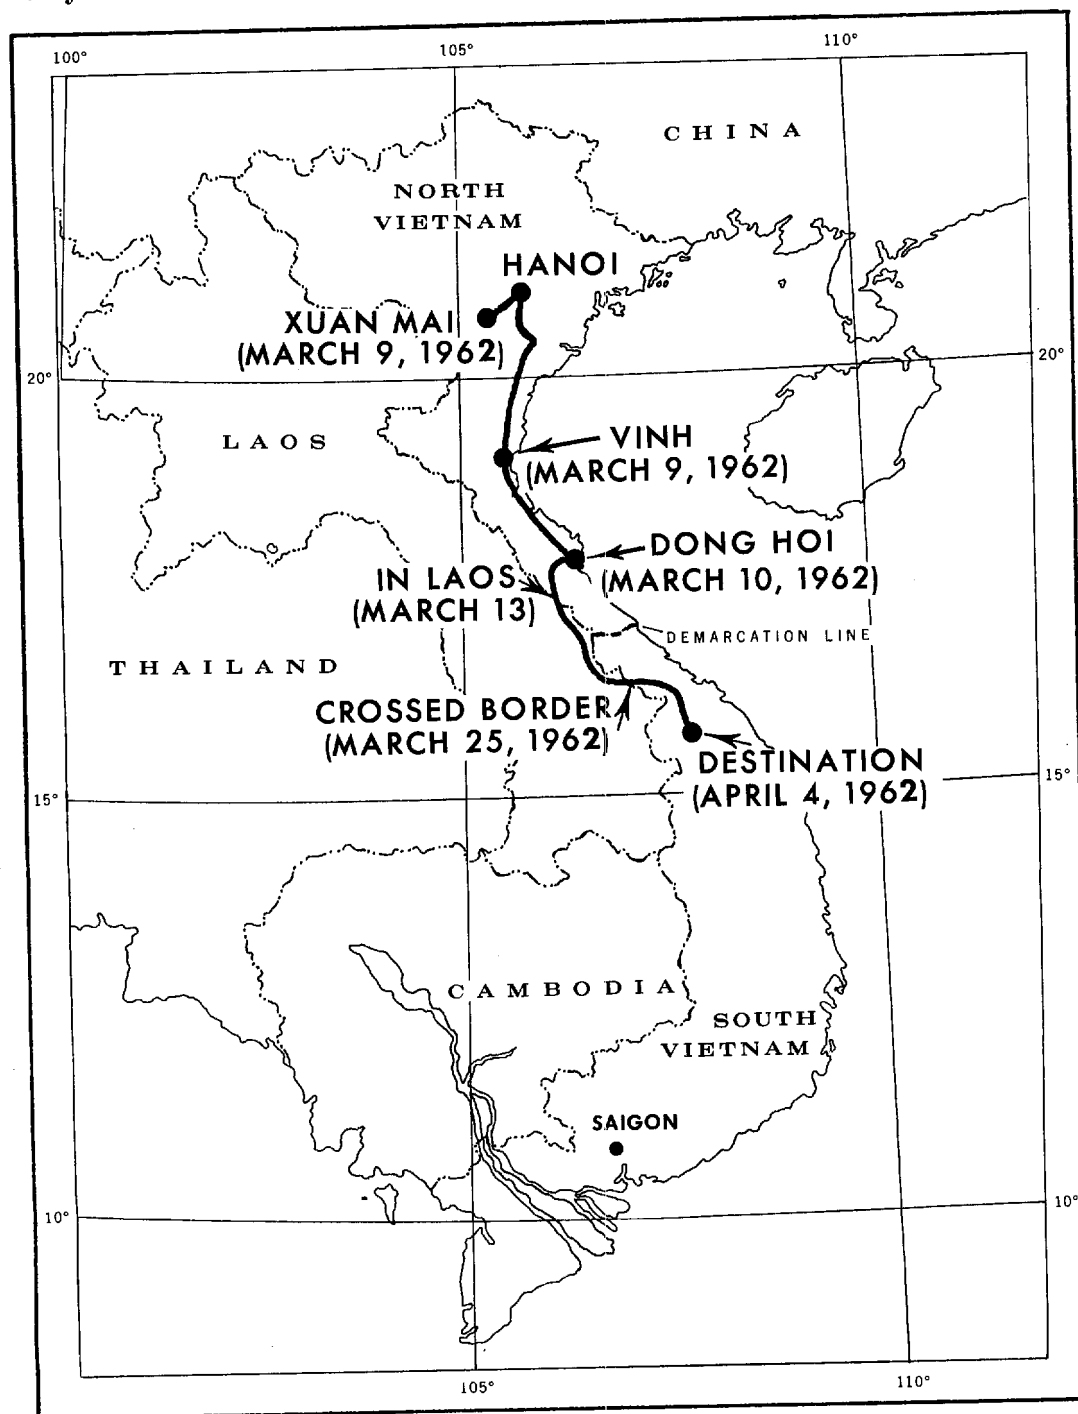 100°
105°
110°
CHINA
NORTH
VIETNAM
HANOI
XUAN MAI
(MARCH 9, 1962)
20°
20°
LAOS
VINH
(MARCH 9, 1962)
DONG HOI
(MARCH 10, 1962)
IN LAOS
(MARCH 13)
DEMARCATION LINE
THAILAND
CROSSED BORDER
(MARCH 25, 1962)
DESTINATION
(APRIL 4, 1962)
15°
15°
CAMBODIA
SOUTH
VIETNAM
SAIGON
10°
10°
105°
110°